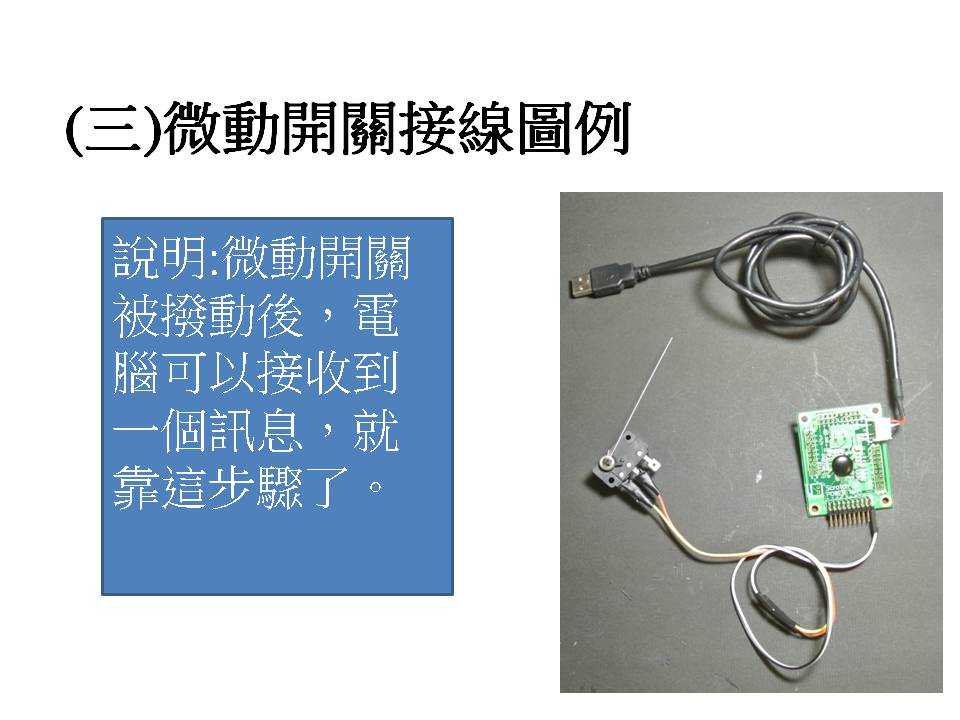 (三)微動開關接線圖例
說明:微動開關
被撥動後，電
腦可以接收到
一個訊息，就
靠這步驟了。